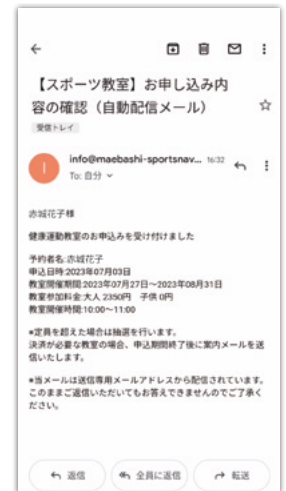 【スポーツ教室】お申し込み内
容の確認（自動配信メール）
受信トレイ
I
info@maebashi-sportsnav... 16:32
To: 自分
赤城花子様
健康運動教室のお申込みを受け付けました
予約者名:赤城花子
申込日時:2023年07月03日
教室開催期間:2023年07月27日～2023年08月31日
教室参加料金:大人 2350円 子供 0円
教室開催時間:10:00～11:00
*定員を超えた場合は抽選を行います。
決済が必要な教室の場合、申込期間終了後に案内メールを送
信いたします。
*当メールは送信専用メールアドレスから配信されています。
このままご返信いただいてもお答えできませんのでご了承く
ださい。
返信 全員に返信 転送